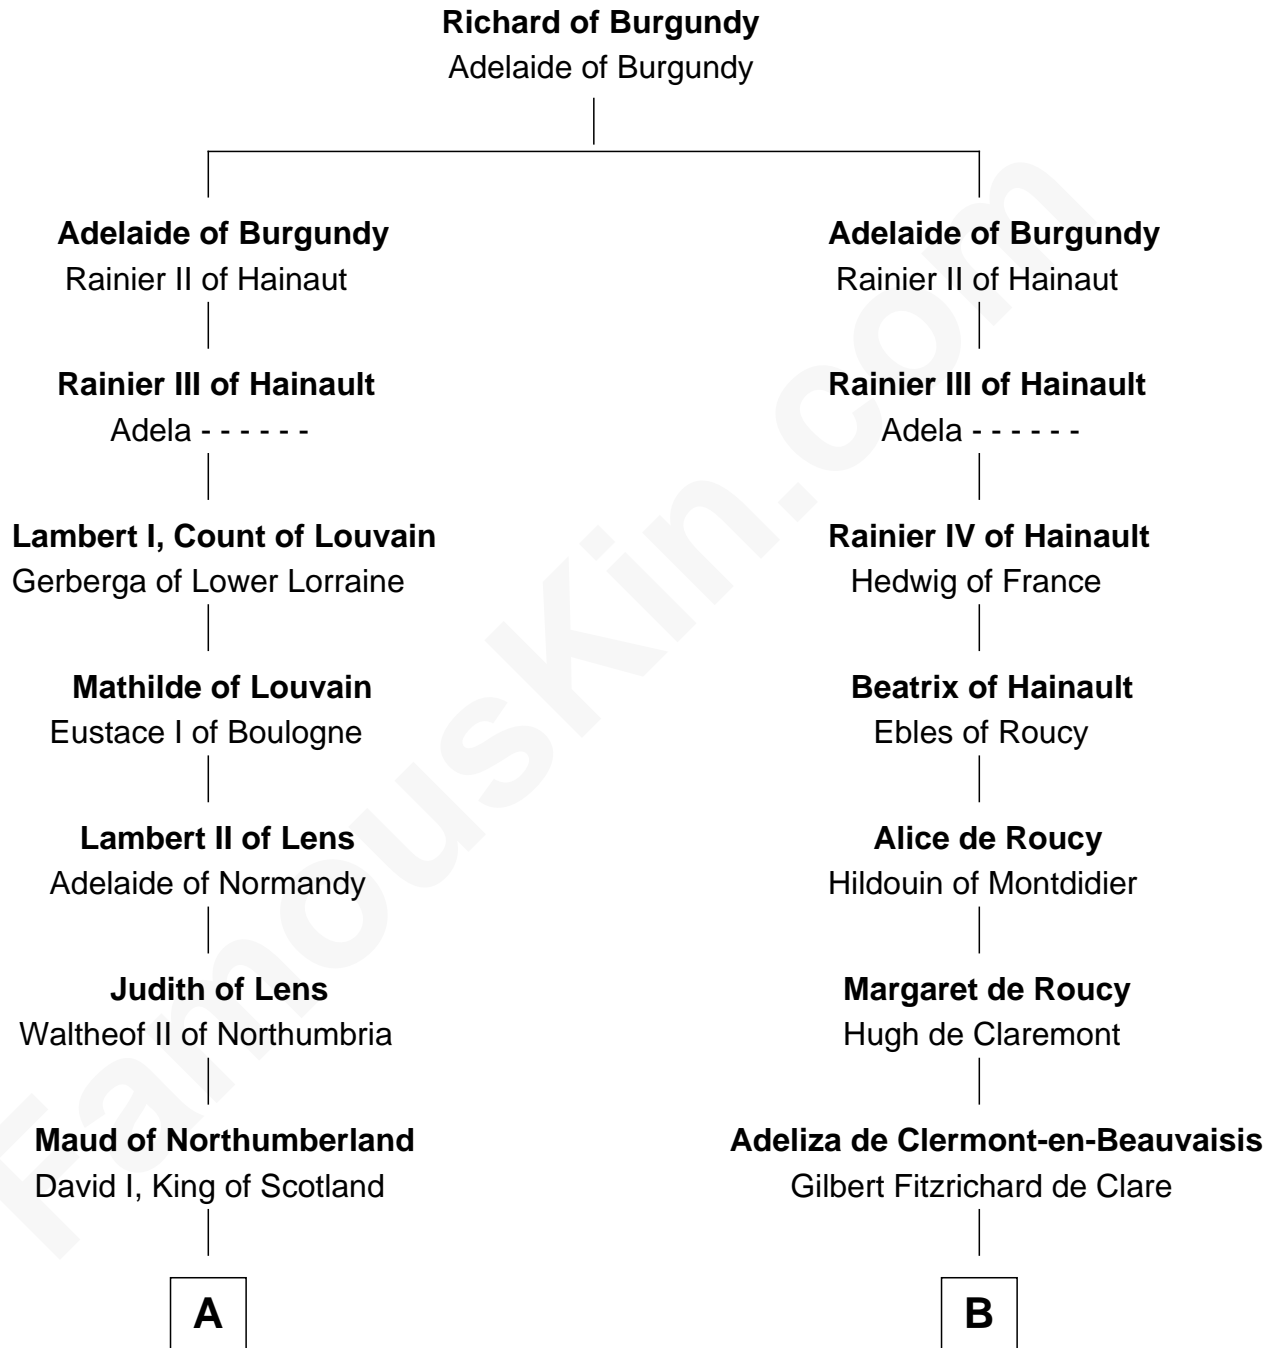 Richard of Burgundy
Adelaide of Burgundy
Adelaide of Burgundy
Rainier II of Hainaut
Rainier III of Hainault
Adela - - - - - -
Lambert I, Count of Louvain
Gerberga of Lower Lorraine
Mathilde of Louvain
Eustace I of Boulogne
Lambert II of Lens
Adelaide of Normandy
Judith of Lens
Waltheof II of Northumbria
Maud of Northumberland
David I, King of Scotland
A
Adelaide of Burgundy
Rainier II of Hainaut
Rainier III of Hainault
Adela - - - - - -
Rainier IV of Hainault
Hedwig of France
Beatrix of Hainault
Ebles of Roucy
Alice de Roucy
Hildouin of Montdidier
Margaret de Roucy
Hugh de Claremont
Adeliza de Clermont-en-Beauvaisis
Gilbert Fitzrichard de Clare
B
FamousKin.com